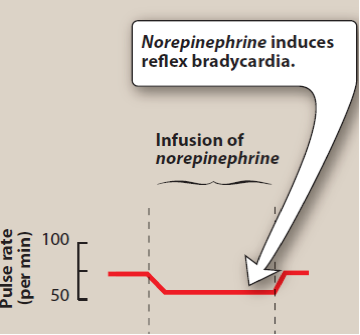 Norepinephrine induces
reflex bradycardia.
Infusion of
norepinephrine
Pulse rate
(per min)
100
50